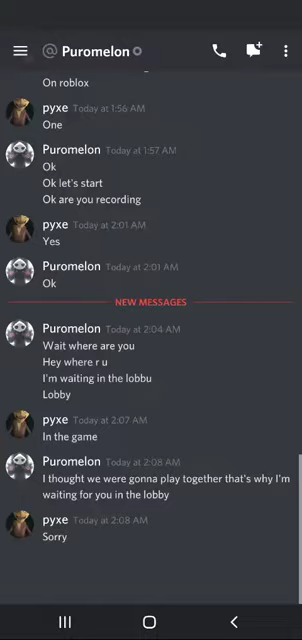 @ Puromelon
On roblox
pyxe Today at 1:56 AM
One
Puromelon Today at 1:57 AM
Ok
Ok let's start
Ok are you recording
pyxe Today at 2:01 AM
Yes
Puromelon Today at 2:01 AM
Ok
NEW MESSAGES
Puromelon Today at 2:04 AM
Wait where are you
Hey where r u
I'm waiting in the lobbu
Lobby
pyxe Today at 2:07 AM
In the game
Puromelon Today at 2:08 AM
I thought we were gonna play together that's why I'm
waiting for you in the lobby
pyxe Today at 2:08 AM
Sorry